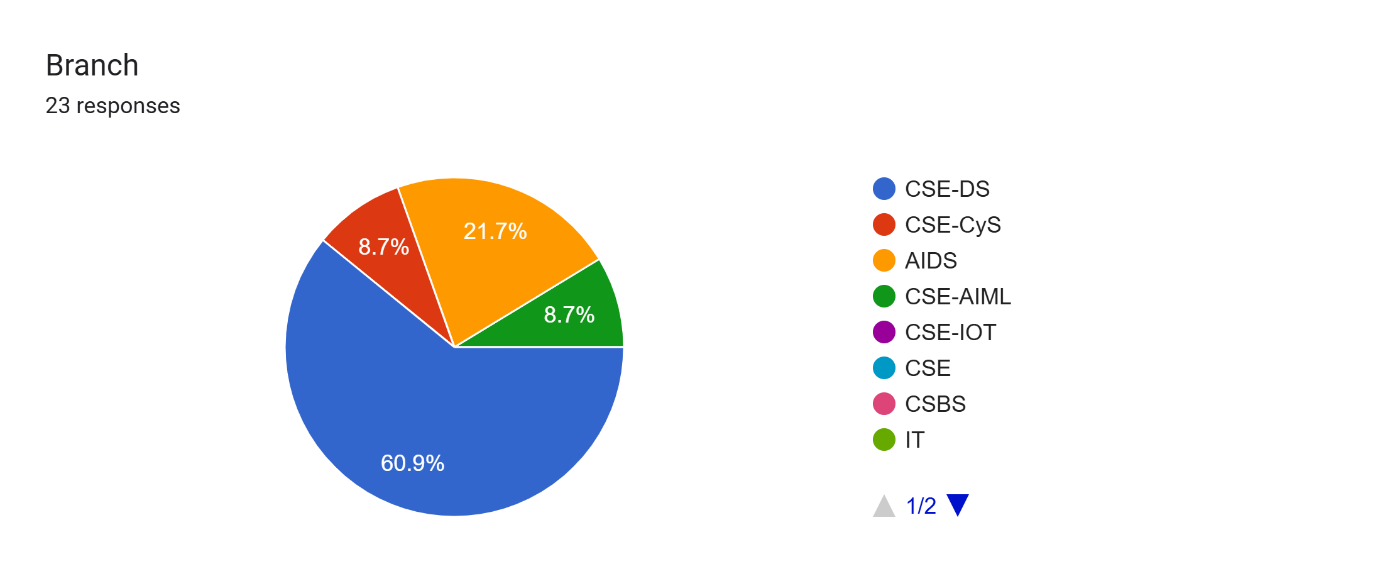 Branch
23 responses
21.7%
8.7%
8.7%
60.9%
CSE-DS
CSE-CyS
AIDS
CSE-AIML
CSE-IOT
CSE
CSBS
IT
1/2